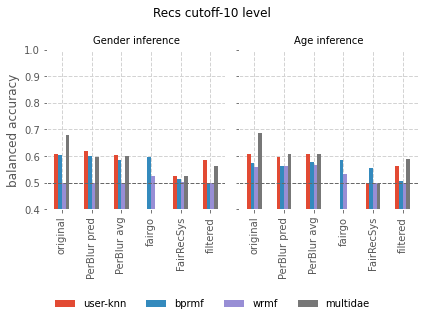 Recs cutoff-10 level
Gender inference
Age inference
balanced accuracy
1.0
0.9
0.8
0.7
0.6
0.5
0.4
original
PerBlur pred
PerBlur avg
fairgo
FairRecSys
filtered
original
PerBlur pred
PerBlur avg
fairgo
FairRecSys
filtered
user-knn
bprmf
wrmf
multidae